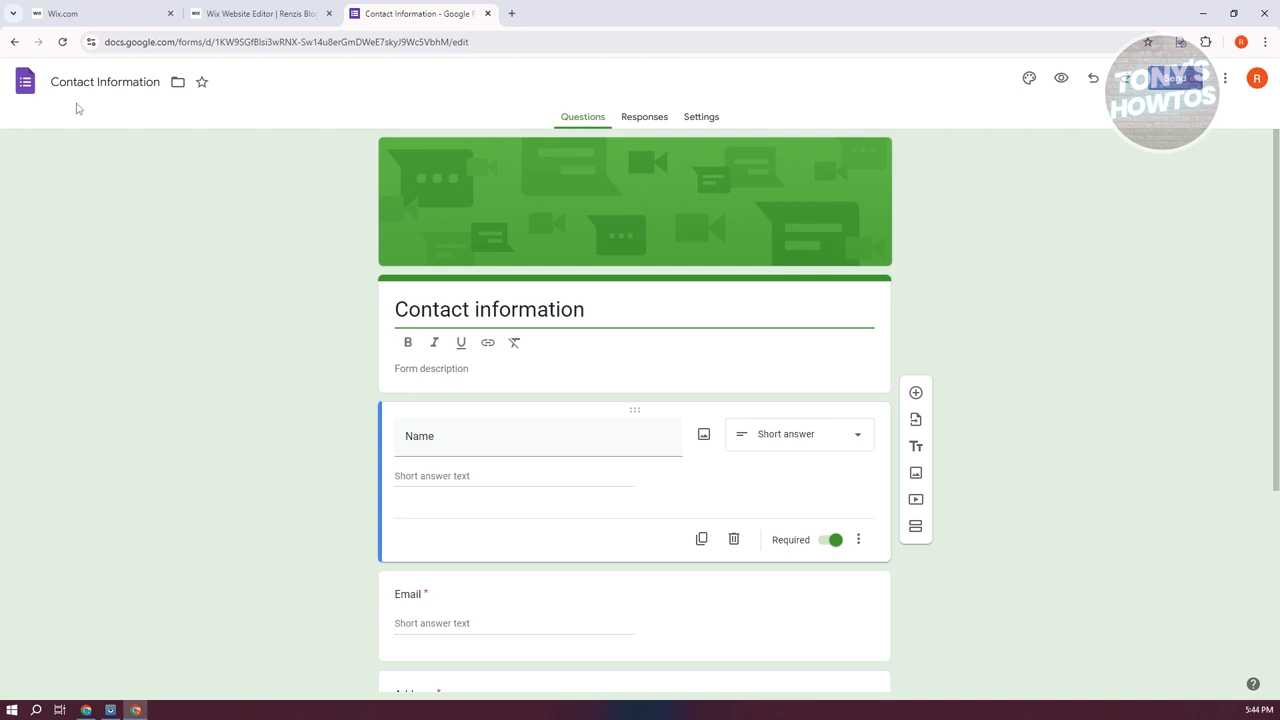 Wix.com
Wix Website Editor | Renzis Blo
Contact Information - Google F
docs.google.com/forms/d/1KW9SGfBlsi3wRNX-Sw14u8erGmDWeE7skyJ9Wc5VbhM/edit
R
Contact Information
Send
R
TONY'S
HOWTOS
Questions
Responses
Settings
Contact information
B I U
Form description
Name
Short answer
Short answer text
Tт
Required
Email *
Short answer text
5:44 PM